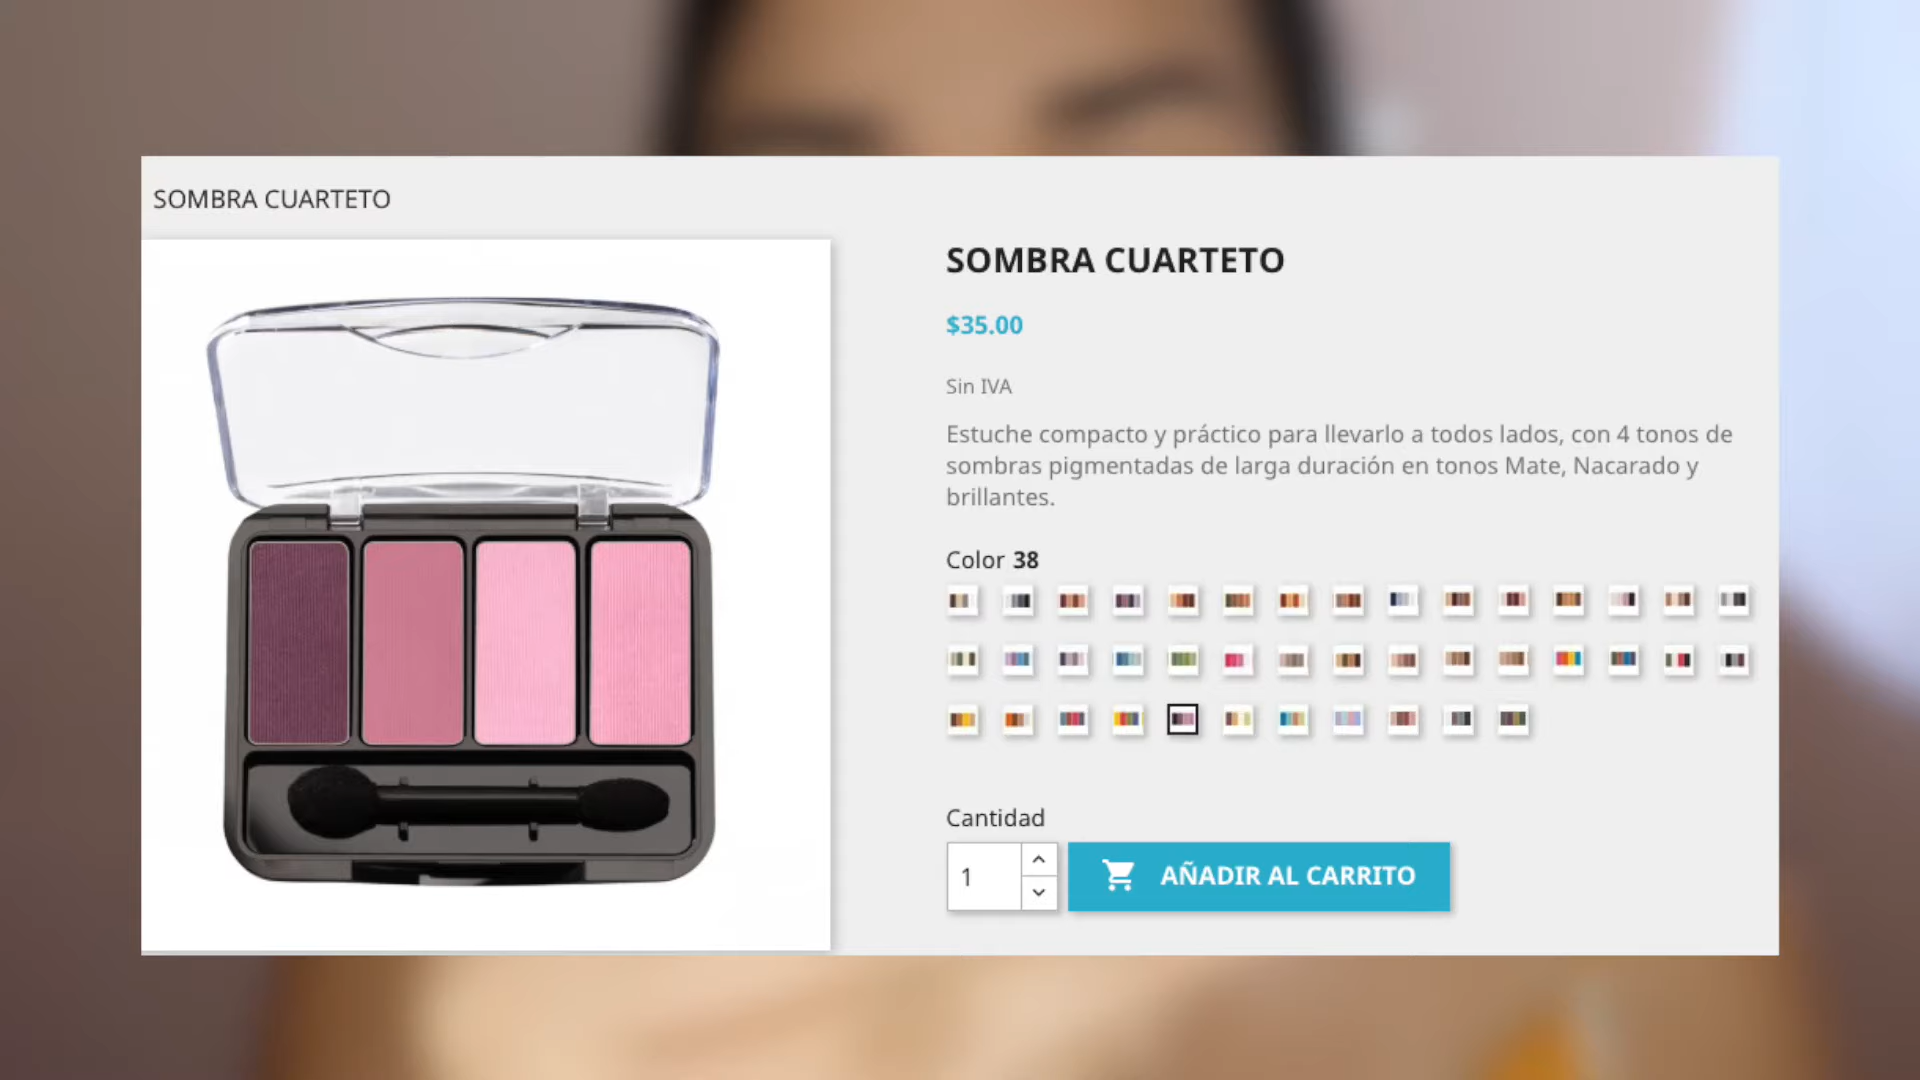 SOMBRA CUARTETO
SOMBRA CUARTETO
$35.00
Sin IVA
Estuche compacto y práctico para llevarlo a todos lados, con 4 tonos de
sombras pigmentadas de larga duración en tonos Mate, Nacarado y
brillantes.
Color 38
Cantidad
1
AÑADIR AL CARRITO